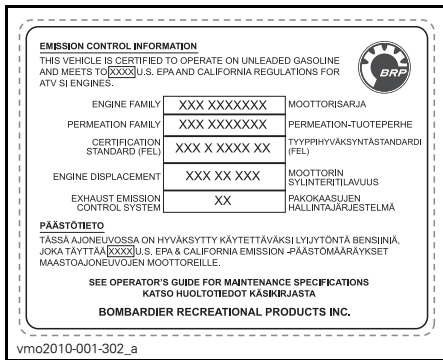 EMISSION CONTROL INFORMATION
THIS VEHICLE IS CERTIFIED TO OPERATE ON UNLEADED GASOLINE
AND MEETS TO XXXX U.S. EPA AND CALIFORNIA REGULATIONS FOR
ATV SI ENGINES.
BRP
ENGINE FAMILY XXX XXXXXXX MOOTTORISARJA
PERMEATION FAMILY XXX XXXXXXX PERMEATION-TUOTEPERHE
CERTIFICATION STANDARD (FEL) XXX X XXXX XX TYYPPIHYVÄKSYNTÄSTANDARDI (FEL)
ENGINE DISPLACEMENT XXX XX XXX MOOTTORIN SYLINTERITILAVUUS
EXHAUST EMISSION CONTROL SYSTEM XX PAKOKAASUJEN HALLINTAJÄRJESTELMÄ
PÄÄSTÖTIETO
TÄSSÄ AJONEUVOSSA ON HYVÄKSYTTY KÄYTETTÄVÄKSI LYIJYTÖNTÄ BENSIINIÄ,
JOKA TÄYTTÄÄ XXXX U.S. EPA & CALIFORNIA EMISSION -PÄÄSTÖMÄÄRÄYKSET
MAASTOAJONEUVOJEN MOOTTOREILLE.
SEE OPERATOR'S GUIDE FOR MAINTENANCE SPECIFICATIONS
KATSO HUOLTOTIEDOT KÄSIKIRJASTA
BOMBARDIER RECREATIONAL PRODUCTS INC.
vmo2010-001-302_a